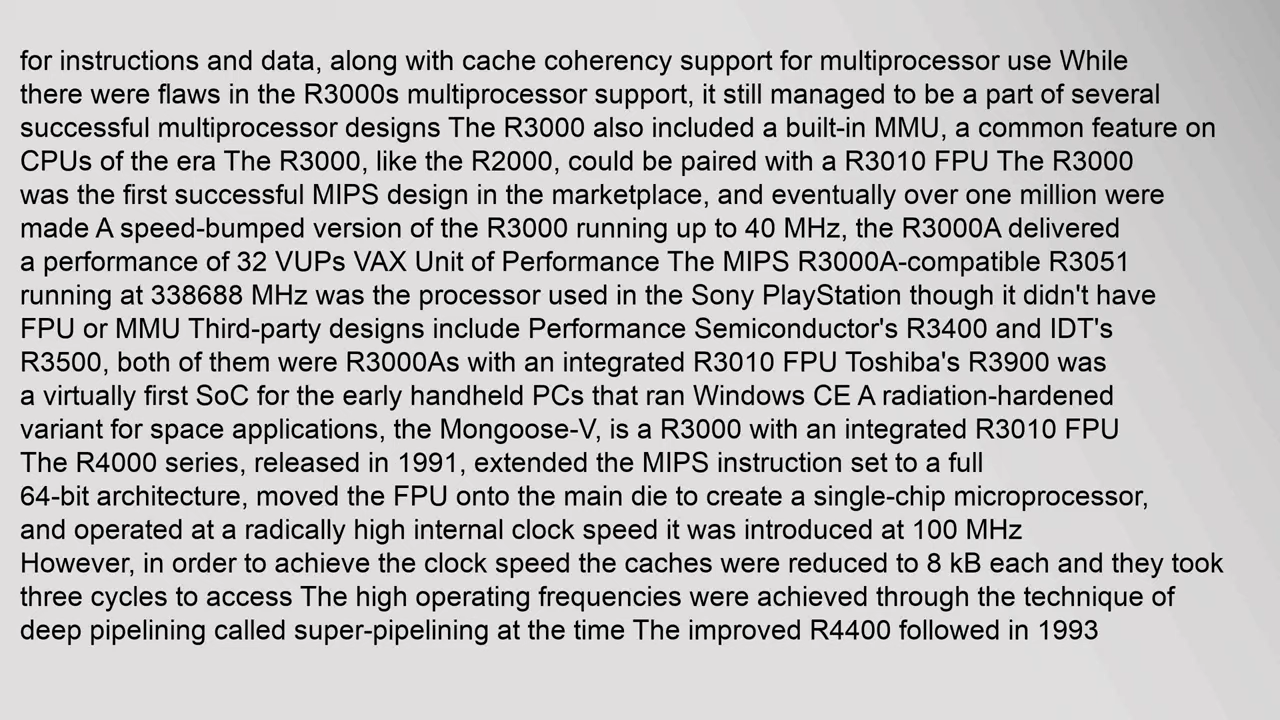 for instructions and data, along with cache coherency support for multiprocessor use While
there were flaws in the R3000s multiprocessor support, it still managed to be a part of several
successful multiprocessor designs The R3000 also included a built-in MMU, a common feature on
CPUs of the era The R3000, like the R2000, could be paired with a R3010 FPU The R3000
was the first successful MIPS design in the marketplace, and eventually over one million were
made A speed-bumped version of the R3000 running up to 40 MHz, the R3000A delivered
a performance of 32 VUPs VAX Unit of Performance The MIPS R3000A-compatible R3051
running at 338688 MHz was the processor used in the Sony PlayStation though it didn't have
FPU or MMU Third-party designs include Performance Semiconductor's R3400 and IDT's
R3500, both of them were R3000As with an integrated R3010 FPU Toshiba's R3900 was
a virtually first SoC for the early handheld PCs that ran Windows CE A radiation-hardened
variant for space applications, the Mongoose-V, is a R3000 with an integrated R3010 FPU
The R4000 series, released in 1991, extended the MIPS instruction set to a full
64-bit architecture, moved the FPU onto the main die to create a single-chip microprocessor,
and operated at a radically high internal clock speed it was introduced at 100 MHz
However, in order to achieve the clock speed the caches were reduced to 8 kB each and they took
three cycles to access The high operating frequencies were achieved through the technique of
deep pipelining called super-pipelining at the time The improved R4400 followed in 1993